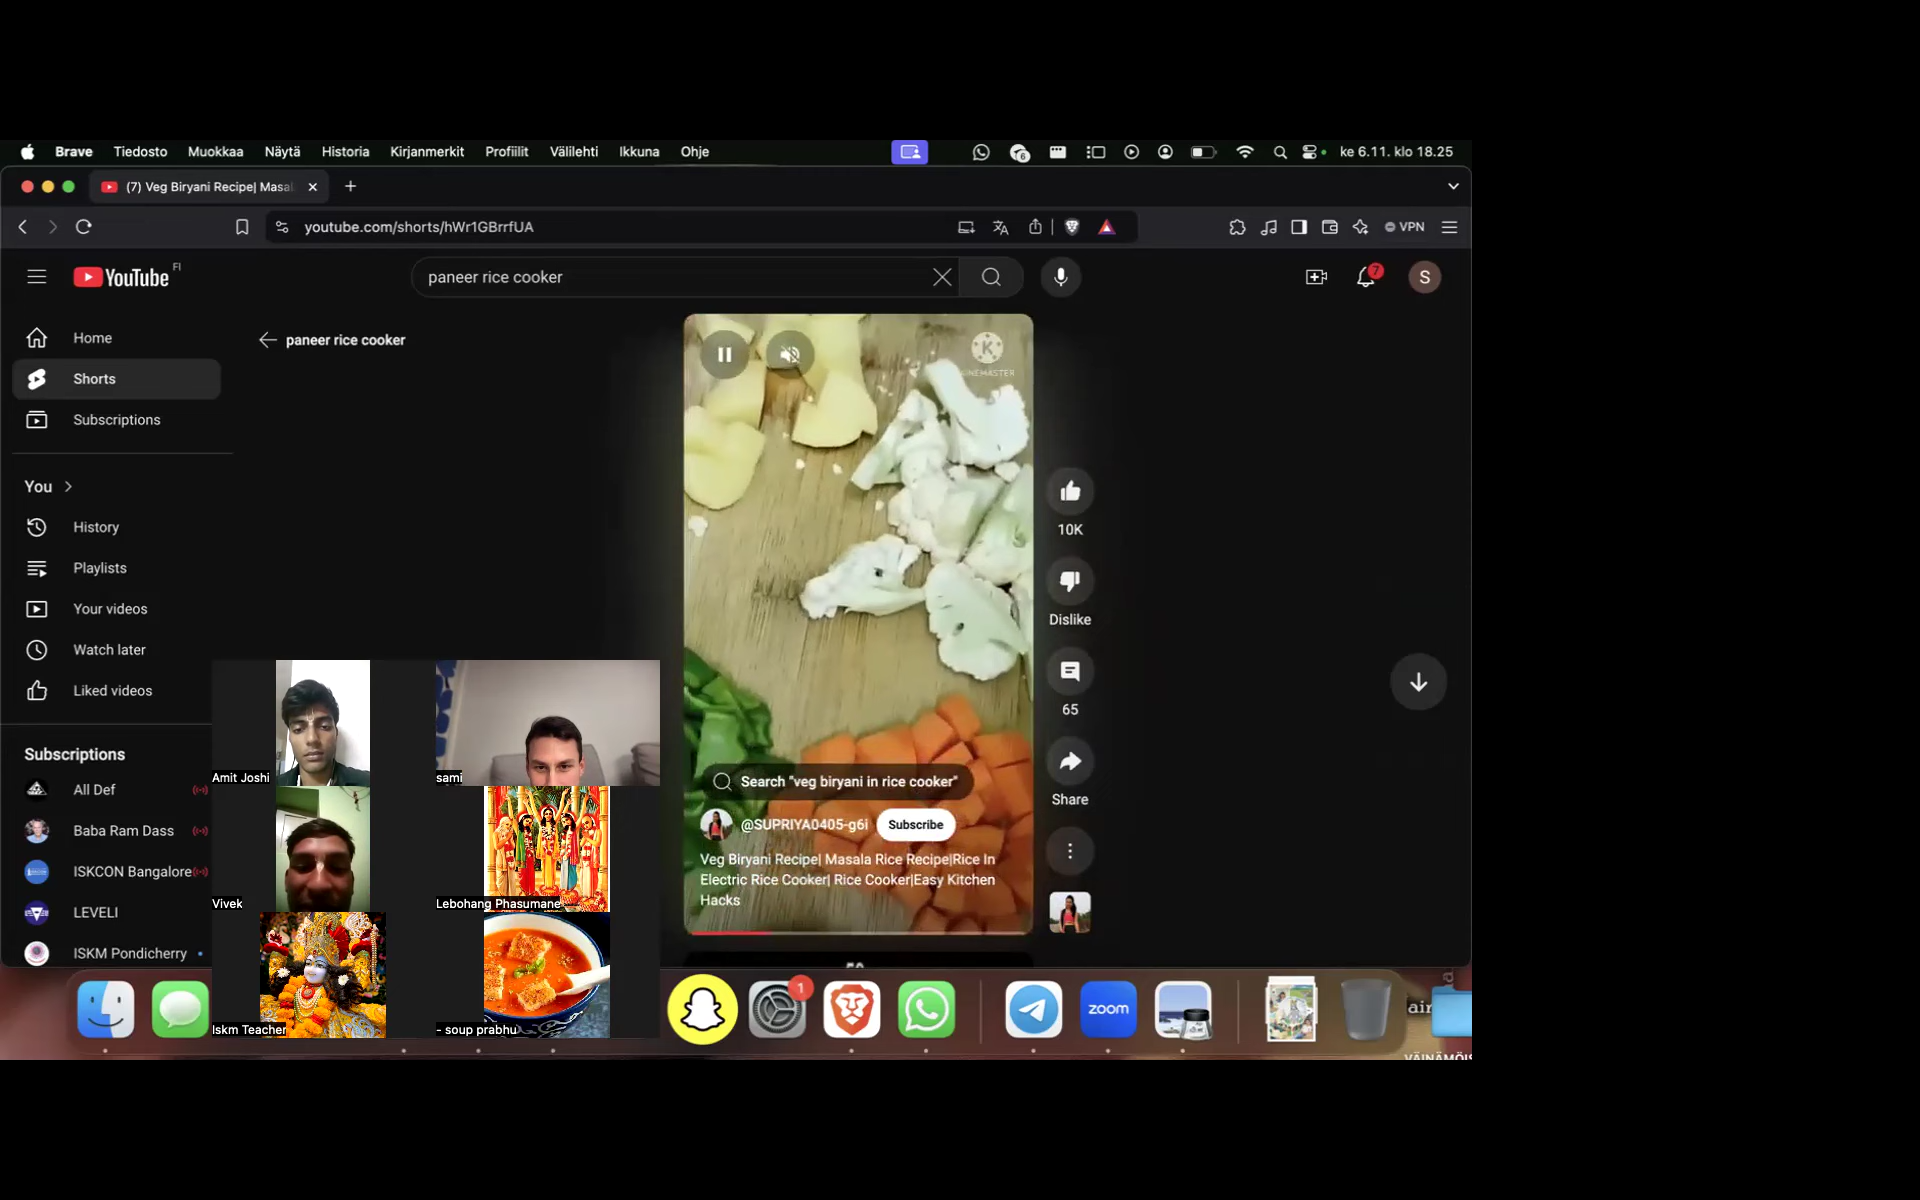 Brave Tiedosto Muokkaa Näytä Historia Kirjanmerkit Profiilit Välilehti Ikkuna Ohje 6 ke 6.11. klo 18.25
(7) Veg Biryani Recipe| Masal
youtube.com/shorts/hWr1GBrrfUA VPN
YouTube FI
paneer rice cooker
7
S
Home
Shorts
Subscriptions
You
History
Playlists
Your videos
Watch later
Liked videos
Subscriptions
All Def
Baba Ram Dass
ISKCON Bangalore
LEVELI
ISKM Pondicherry
paneer rice cooker
K
KINEMASTER
10K
Dislike
65
Share
Search "veg biryani in rice cooker"
@SUPRIYA0405-g6i Subscribe
Veg Biryani Recipe| Masala Rice Recipe|Rice In
Electric Rice Cooker| Rice Cooker|Easy Kitchen
Hacks
Amit Joshi
sami
Vivek
Lebohang Phasumane
Iskm Teacher
- soup prabhu
1
zoom